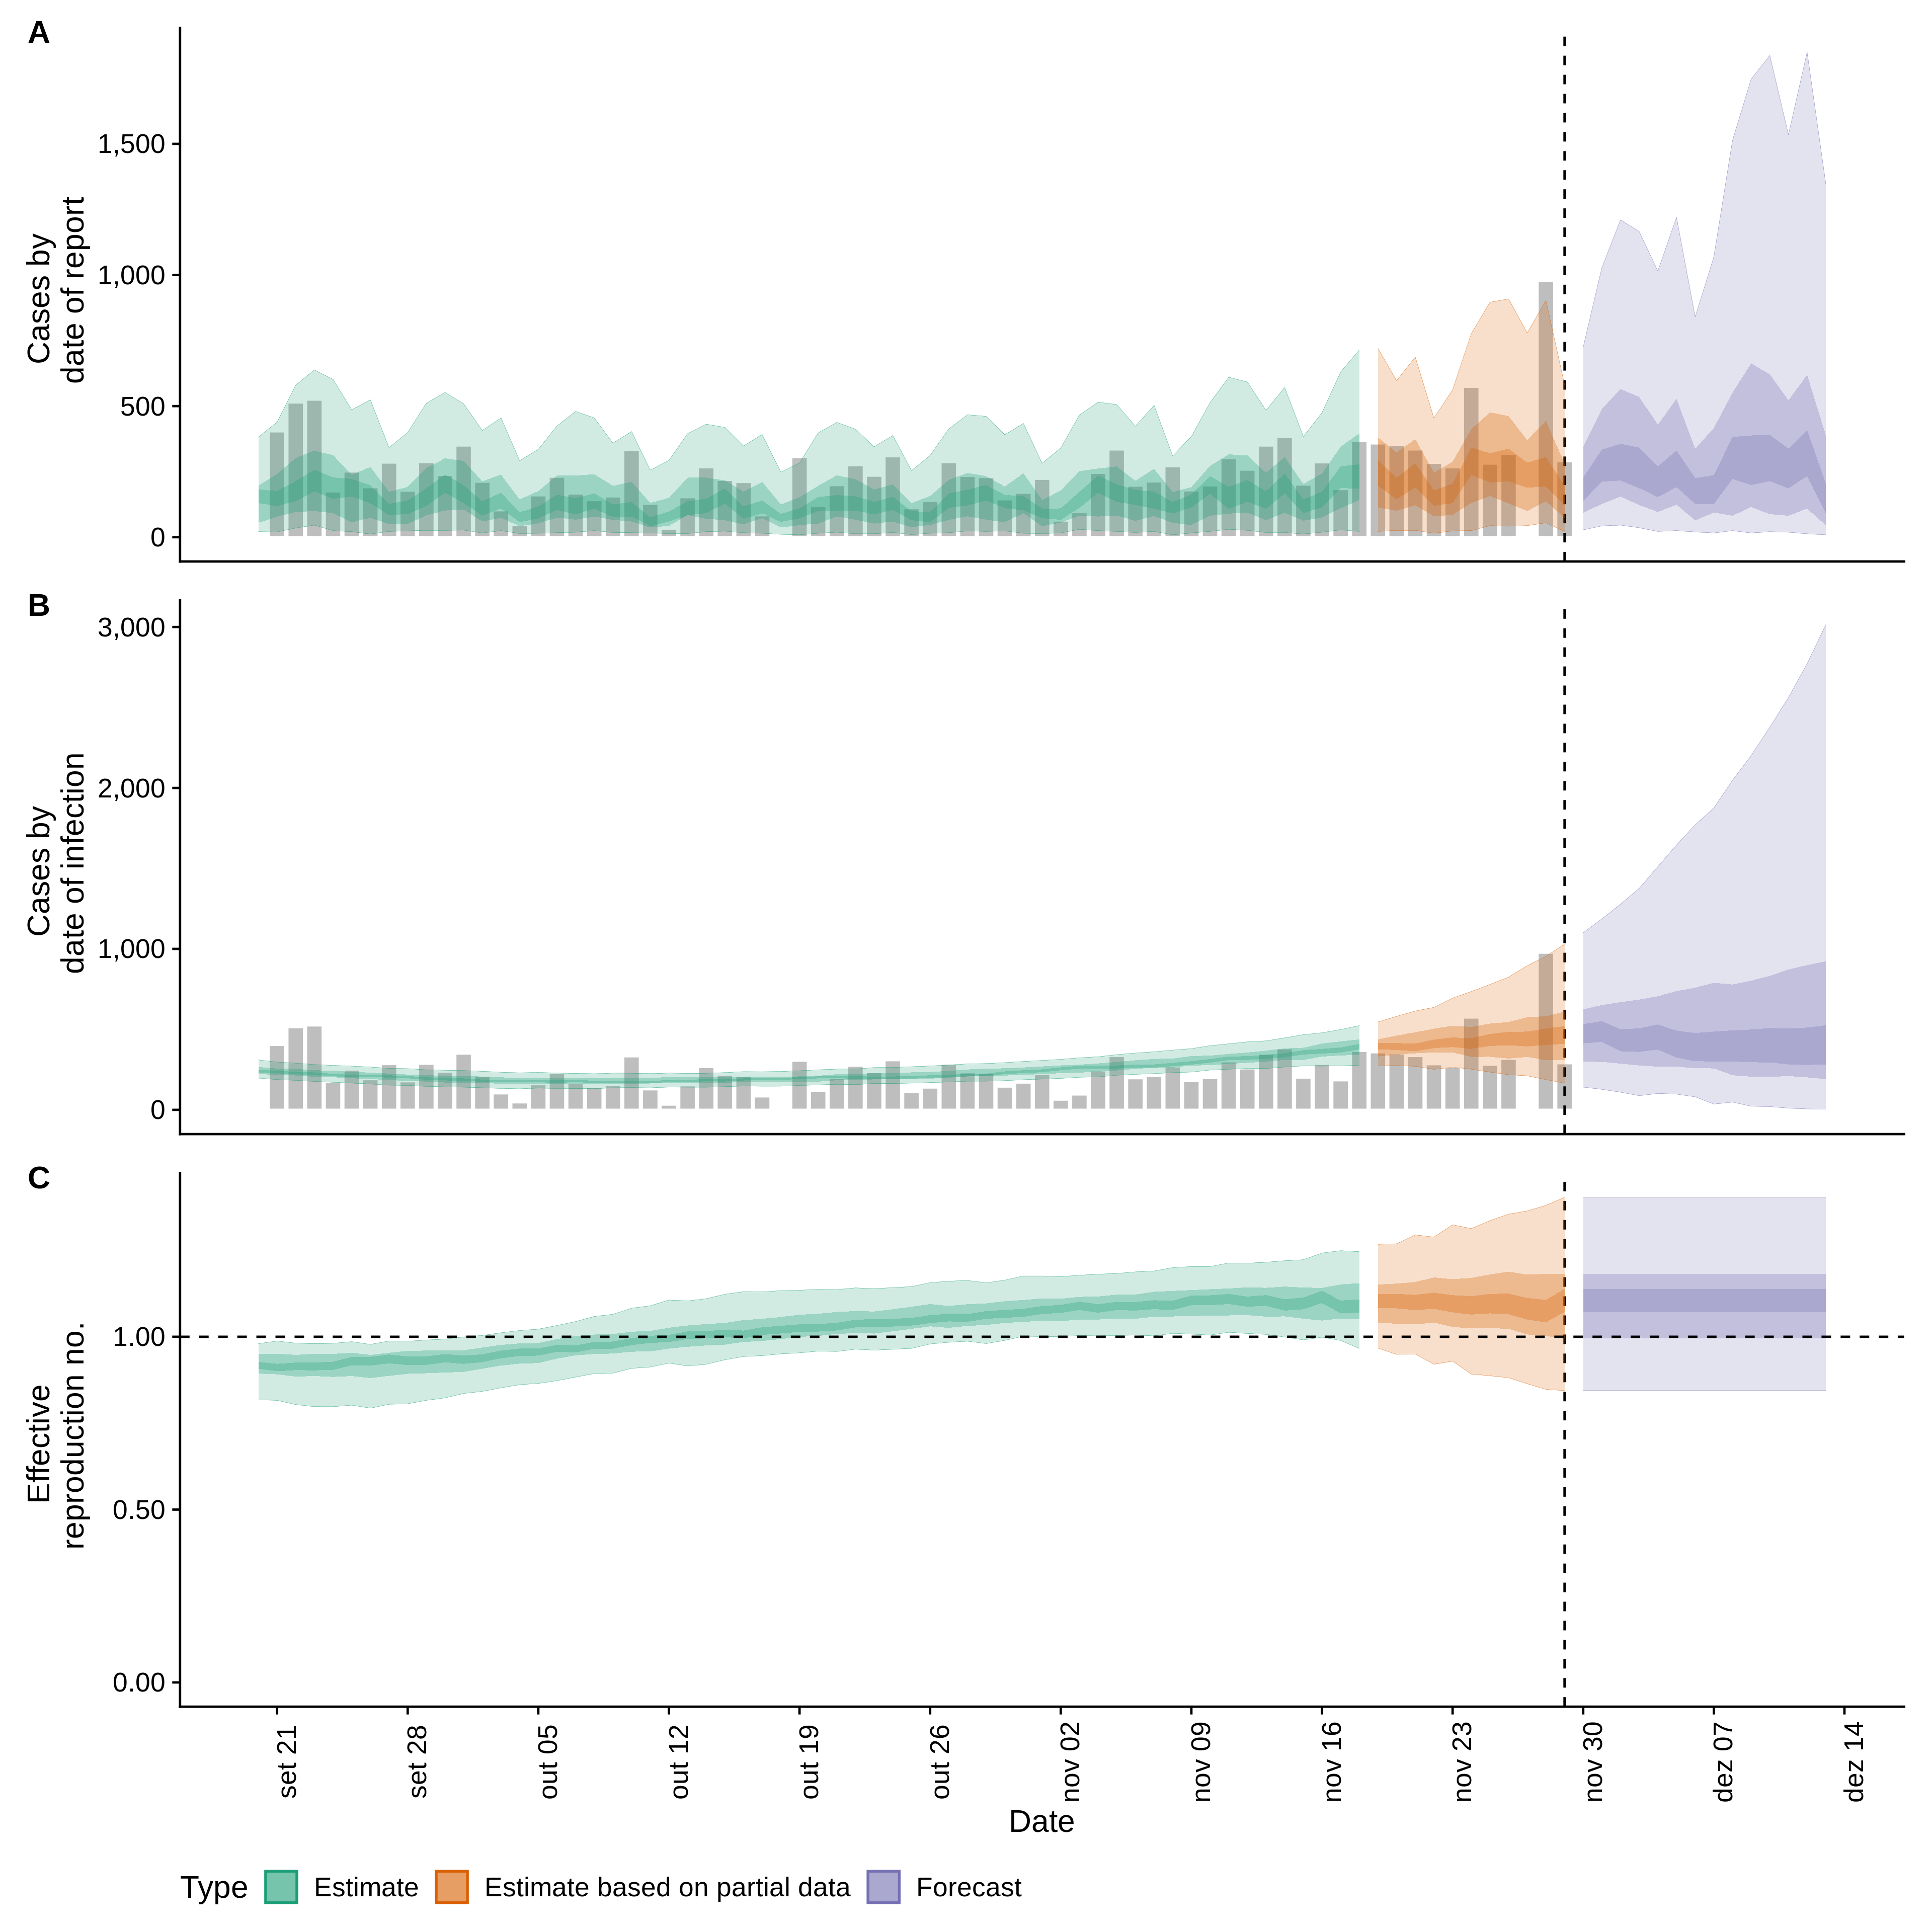 A
Cases by
date of report
1,500
1,000
500
0
B
Cases by
date of infection
3,000
2,000
1,000
0
C
Effective
reproduction no.
1.00
0.50
0.00
set 21
set 28
out 05
out 12
out 19
out 26
nov 02
nov 09
nov 16
nov 23
nov 30
dez 07
dez 14
Date
Type Estimate Estimate based on partial data Forecast